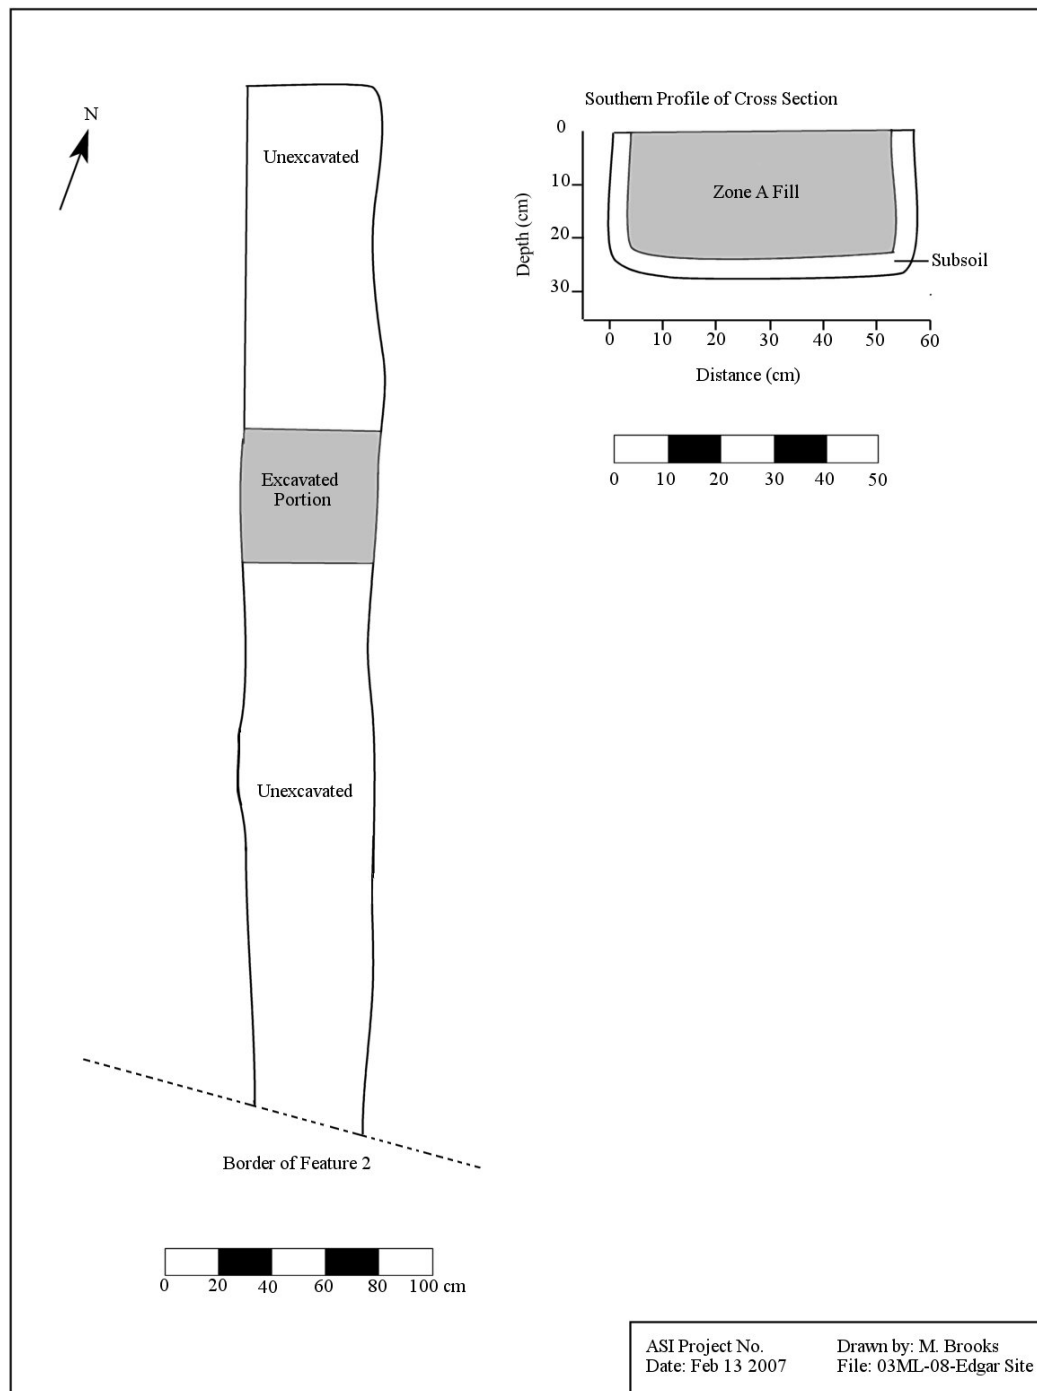 N
Unexcavated
Excavated
Portion
Unexcavated
Border of Feature 2
0 20 40 60 80 100 cm
Southern Profile of Cross Section
Depth (cm)
0
10
20
30
Zone A Fill
Subsoil
0 10 20 30 40 50 60
Distance (cm)
0 10 20 30 40 50
ASI Project No.
Date: Feb 13 2007
Drawn by: M. Brooks
File: 03ML-08-Edgar Site